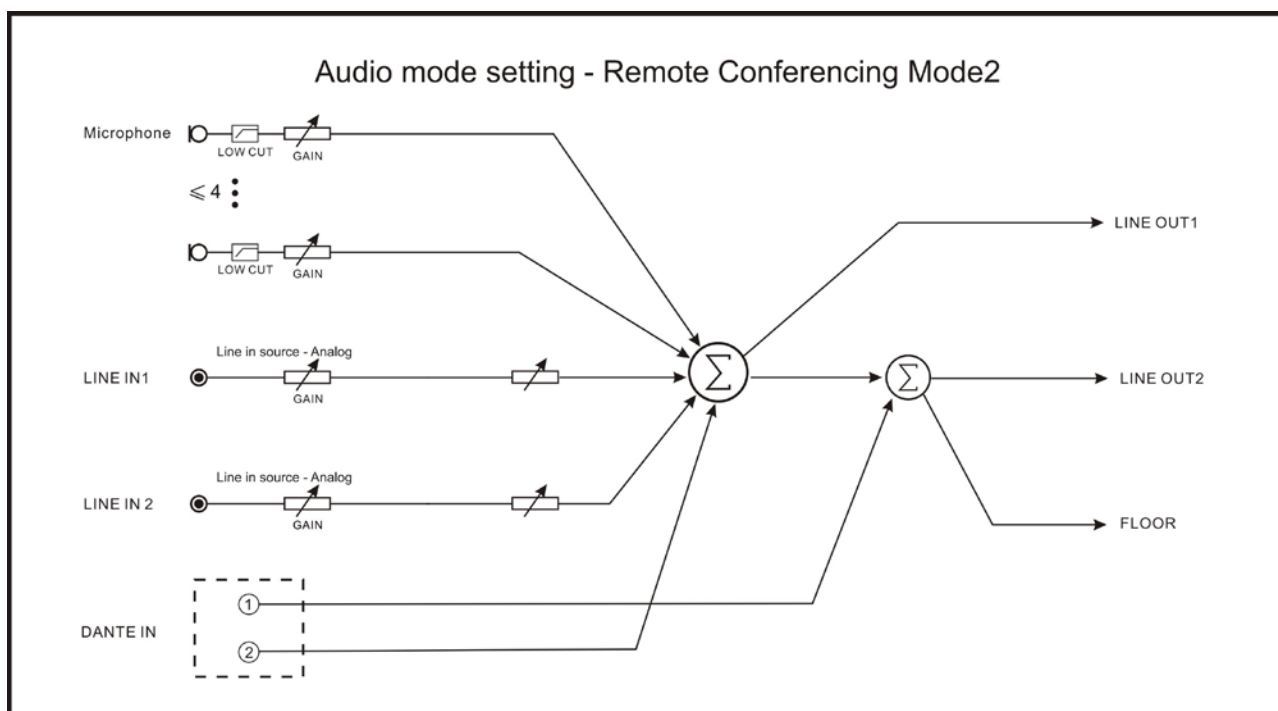 Audio mode setting - Remote Conferencing Mode2
Microphone
LOW CUT
GAIN
≤ 4
LOW CUT
GAIN
LINE OUT1
Line in source - Analog
LINE IN1
GAIN
Σ
Σ
LINE OUT2
Line in source - Analog
LINE IN 2
GAIN
FLOOR
DANTE IN
1
2